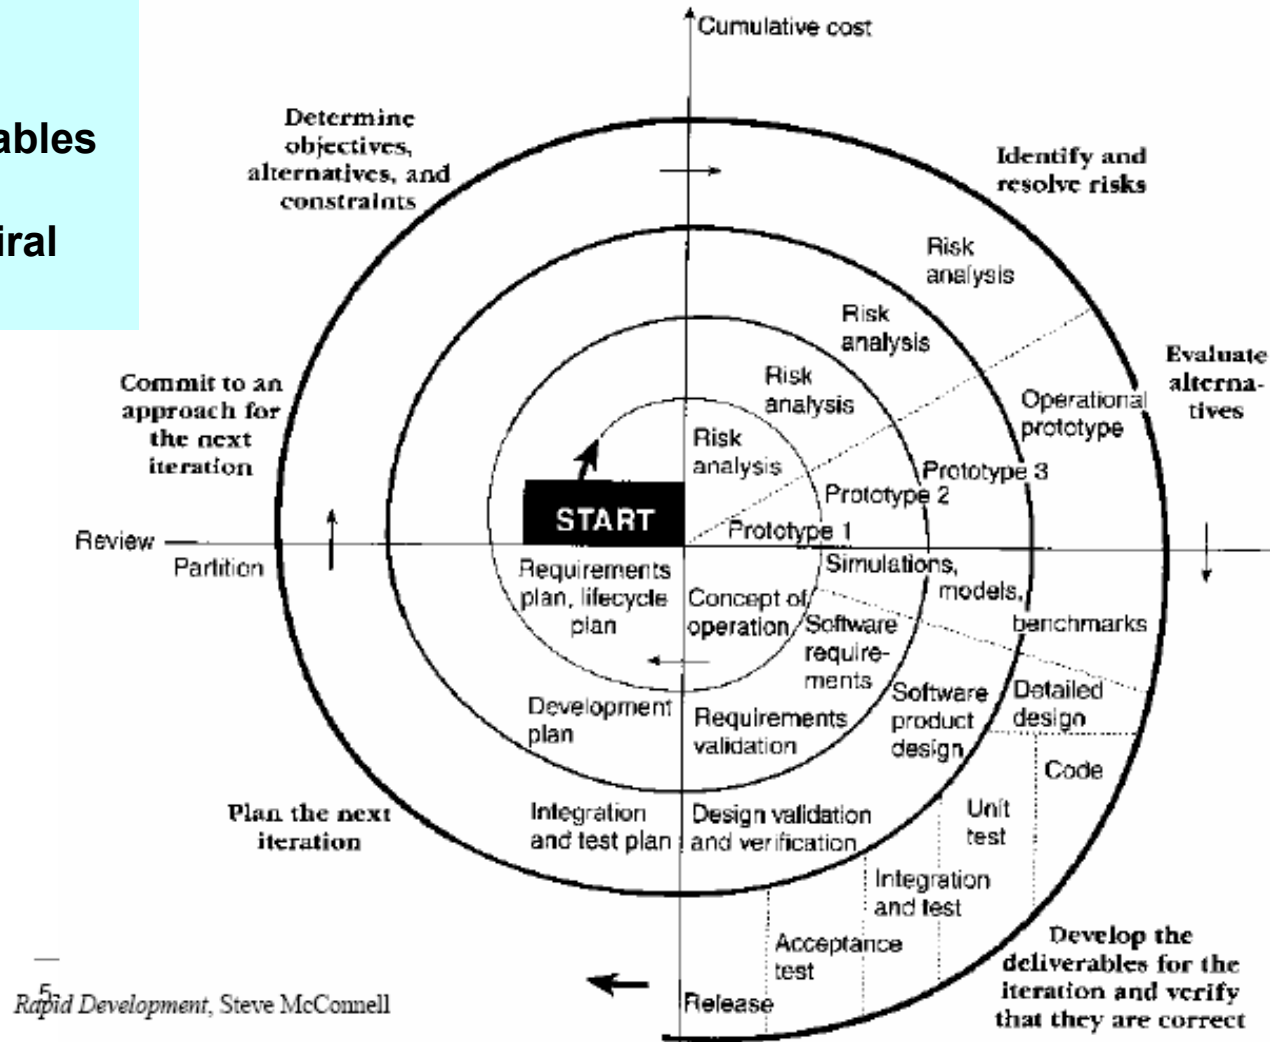 ables
iral
Cumulative cost
Determine
objectives,
alternatives, and
constraints
Identify and
resolve risks
Risk
analysis
Risk
analysis
Risk
analysis
Risk
analysis
Evaluate
alterna-
tives
Commit to an
approach for
the next
iteration
Operational
prototype
Prototype 3
Prototype 2
Prototype 1
START
Review
Partition
Simulations,
models,
benchmarks
Requirements
plan, lifecycle
plan
Concept of
operation
Software
require-
ments
Software
product
design
Detailed
design
Development
plan
Requirements
validation
Code
Unit
test
Plan the next
iteration
Integration
and test plan
Design validation
and verification
Integration
and test
Acceptance
test
Release
Develop the
deliverables for the
iteration and verify
that they are correct
5
Rapid Development, Steve McConnell